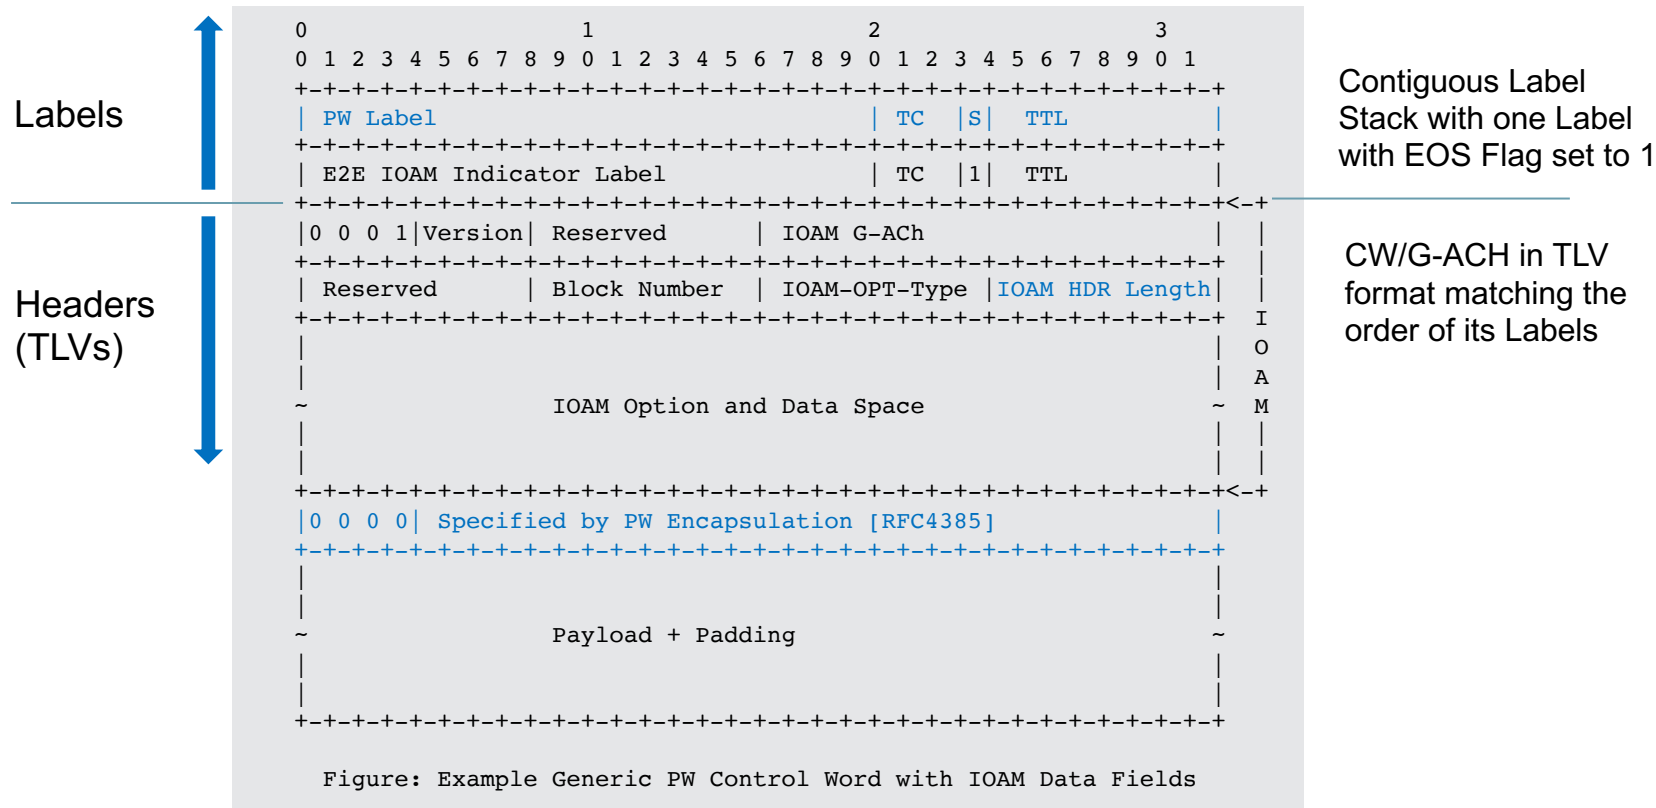 Labels
Headers
(TLVs)
0                   1                   2                   3
0 1 2 3 4 5 6 7 8 9 0 1 2 3 4 5 6 7 8 9 0 1 2 3 4 5 6 7 8 9 0 1
+-+-+-+-+-+-+-+-+-+-+-+-+-+-+-+-+-+-+-+-+-+-+-+-+-+-+-+-+-+-+-+-+
| PW Label                              | TC  |S|  TTL          |
+-+-+-+-+-+-+-+-+-+-+-+-+-+-+-+-+-+-+-+-+-+-+-+-+-+-+-+-+-+-+-+-+
| E2E IOAM Indicator Label              | TC  |1|  TTL          |
+-+-+-+-+-+-+-+-+-+-+-+-+-+-+-+-+-+-+-+-+-+-+-+-+-+-+-+-+-+-+-+-+<-+
|0 0 0 1|Version| Reserved      | IOAM G-ACh                    |  |
+-+-+-+-+-+-+-+-+-+-+-+-+-+-+-+-+-+-+-+-+-+-+-+-+-+-+-+-+-+-+-+-+  |
| Reserved      | Block Number  | IOAM-OPT-Type |IOAM HDR Length|  |
+-+-+-+-+-+-+-+-+-+-+-+-+-+-+-+-+-+-+-+-+-+-+-+-+-+-+-+-+-+-+-+-+  I
|                                                               |  O
|                                                               |  A
~                 IOAM Option and Data Space                    ~  M
|                                                               |  |
|                                                               |  |
+-+-+-+-+-+-+-+-+-+-+-+-+-+-+-+-+-+-+-+-+-+-+-+-+-+-+-+-+-+-+-+-+<-+
|0 0 0 0| Specified by PW Encapsulation [RFC4385]               |
+-+-+-+-+-+-+-+-+-+-+-+-+-+-+-+-+-+-+-+-+-+-+-+-+-+-+-+-+-+-+-+-+
|                                                               |
|                                                               |
~                 Payload + Padding                             ~
|                                                               |
|                                                               |
+-+-+-+-+-+-+-+-+-+-+-+-+-+-+-+-+-+-+-+-+-+-+-+-+-+-+-+-+-+-+-+-+
Figure: Example Generic PW Control Word with IOAM Data Fields
Contiguous Label
Stack with one Label
with EOS Flag set to 1
CW/G-ACH in TLV
format matching the
order of its Labels